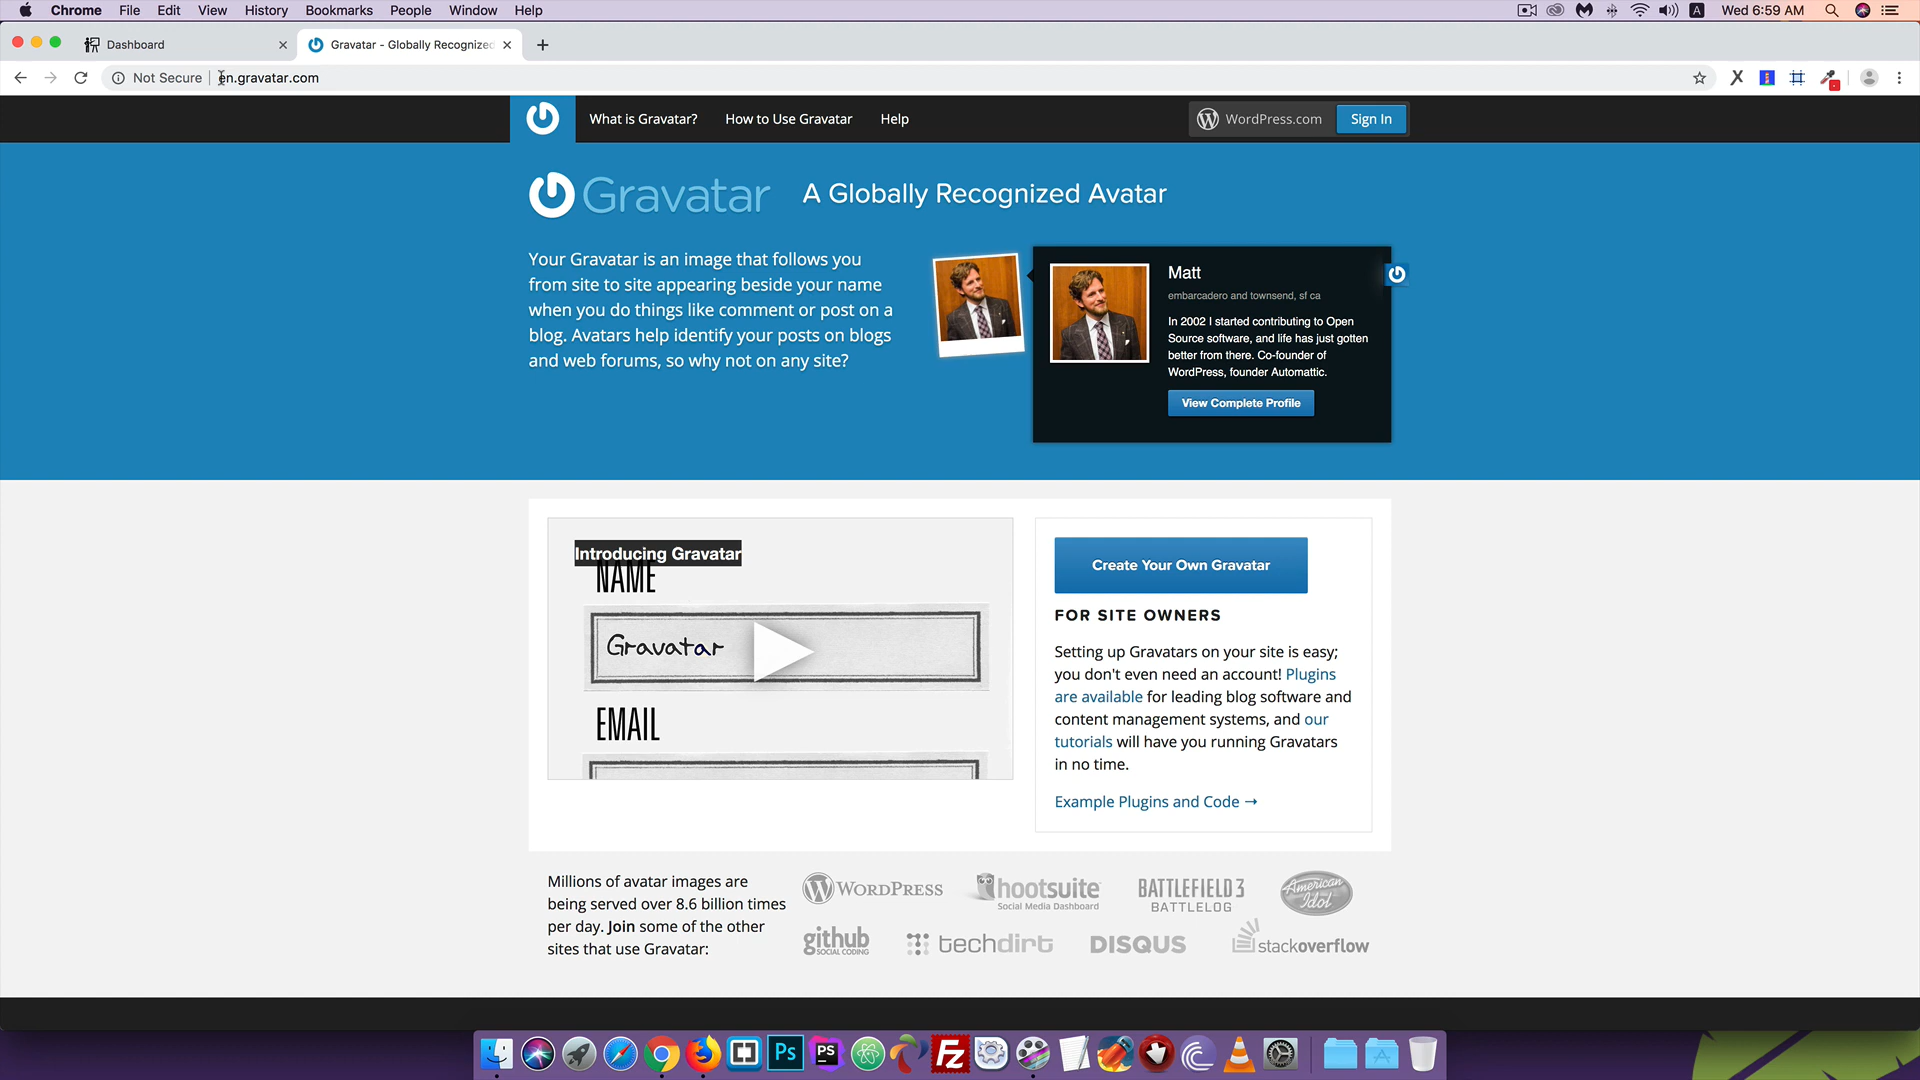 Chrome File Edit View History Bookmarks People Window Help
A Wed 6:59 AM
Dashboard
Gravatar - Globally Recognized
Not Secure | en.gravatar.com
What is Gravatar? How to Use Gravatar Help
WordPress.com Sign In
Gravatar A Globally Recognized Avatar
Your Gravatar is an image that follows you
from site to site appearing beside your name
when you do things like comment or post on a
blog. Avatars help identify your posts on blogs
and web forums, so why not on any site?
Matt
embarcadero and townsend, sf ca
In 2002 I started contributing to Open
Source software, and life has just gotten
better from there. Co-founder of
WordPress, founder Automattic.
View Complete Profile
Introducing Gravatar
NAME
Gravatar
EMAIL
Create Your Own Gravatar
FOR SITE OWNERS
Setting up Gravatars on your site is easy;
you don't even need an account! Plugins
are available for leading blog software and
content management systems, and our
tutorials will have you running Gravatars
in no time.
Example Plugins and Code →
Millions of avatar images are
being served over 8.6 billion times
per day. Join some of the other
sites that use Gravatar:
WORDPRESS
hootsuite
Social Media Dashboard
BATTLEFIELD 3
BATTLELOG
American Idol
github
SOCIAL CODING
techdirt
DISQUS
stackoverflow
Ps
PS
Fz